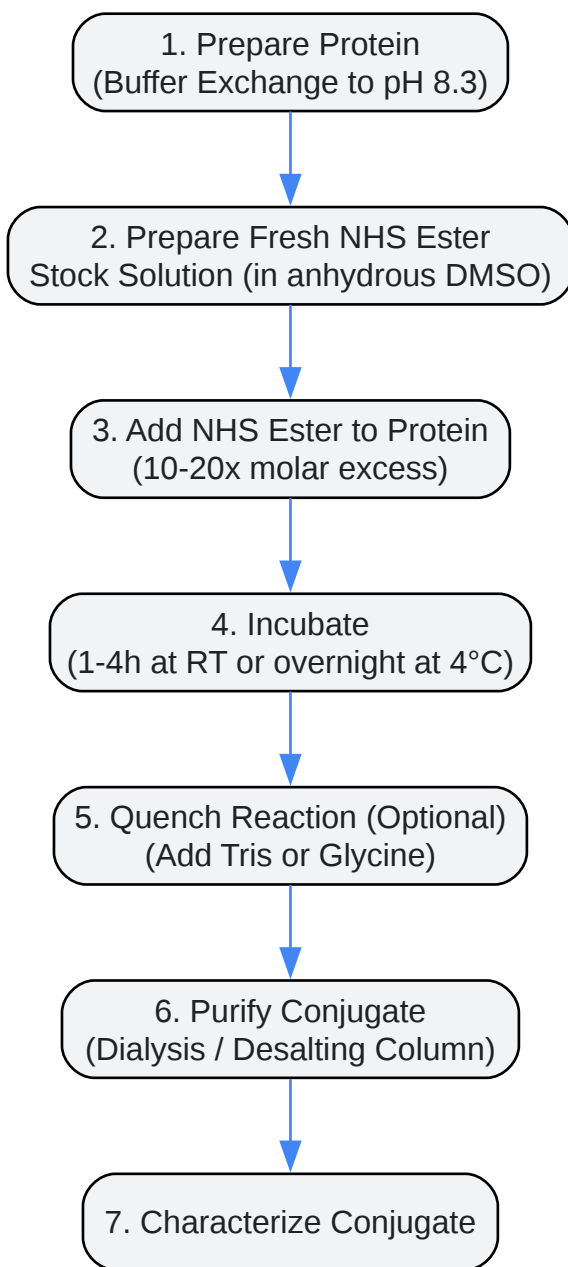 1. Prepare Protein
(Buffer Exchange to pH 8.3)
2. Prepare Fresh NHS Ester
Stock Solution (in anhydrous DMSO)
3. Add NHS Ester to Protein
(10-20x molar excess)
4. Incubate
(1-4h at RT or overnight at 4°C)
5. Quench Reaction (Optional)
(Add Tris or Glycine)
6. Purify Conjugate
(Dialysis / Desalting Column)
7. Characterize Conjugate